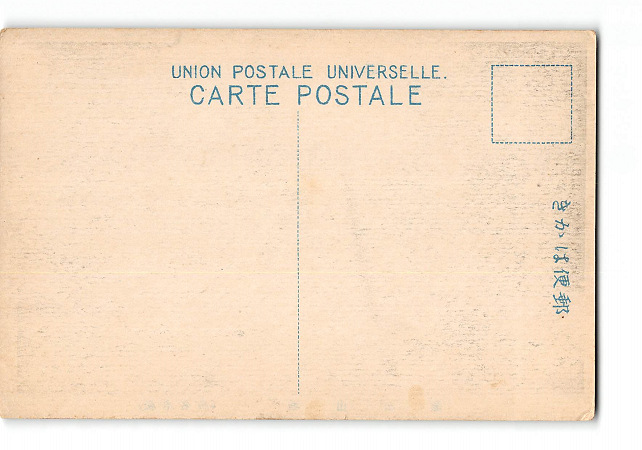 UNION POSTALE UNIVERSELLE.
CARTE POSTALE
きかは便郵